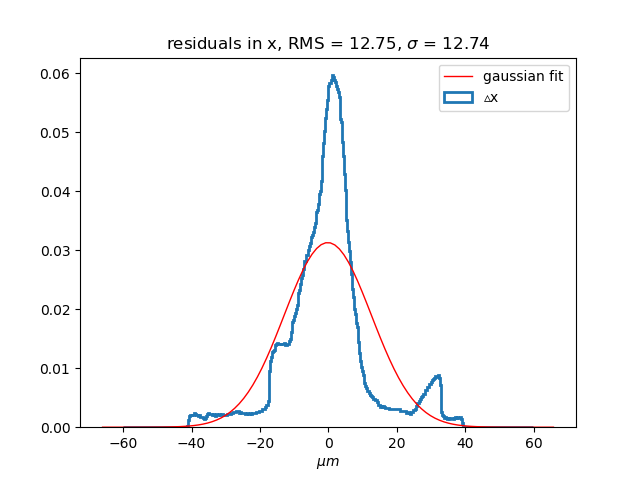 residuals in x, RMS = 12.75, σ = 12.74
gaussian fit
△x
0.06
0.05
0.04
0.03
0.02
0.01
0.00
−60 −40 −20 0 20 40 60
μm